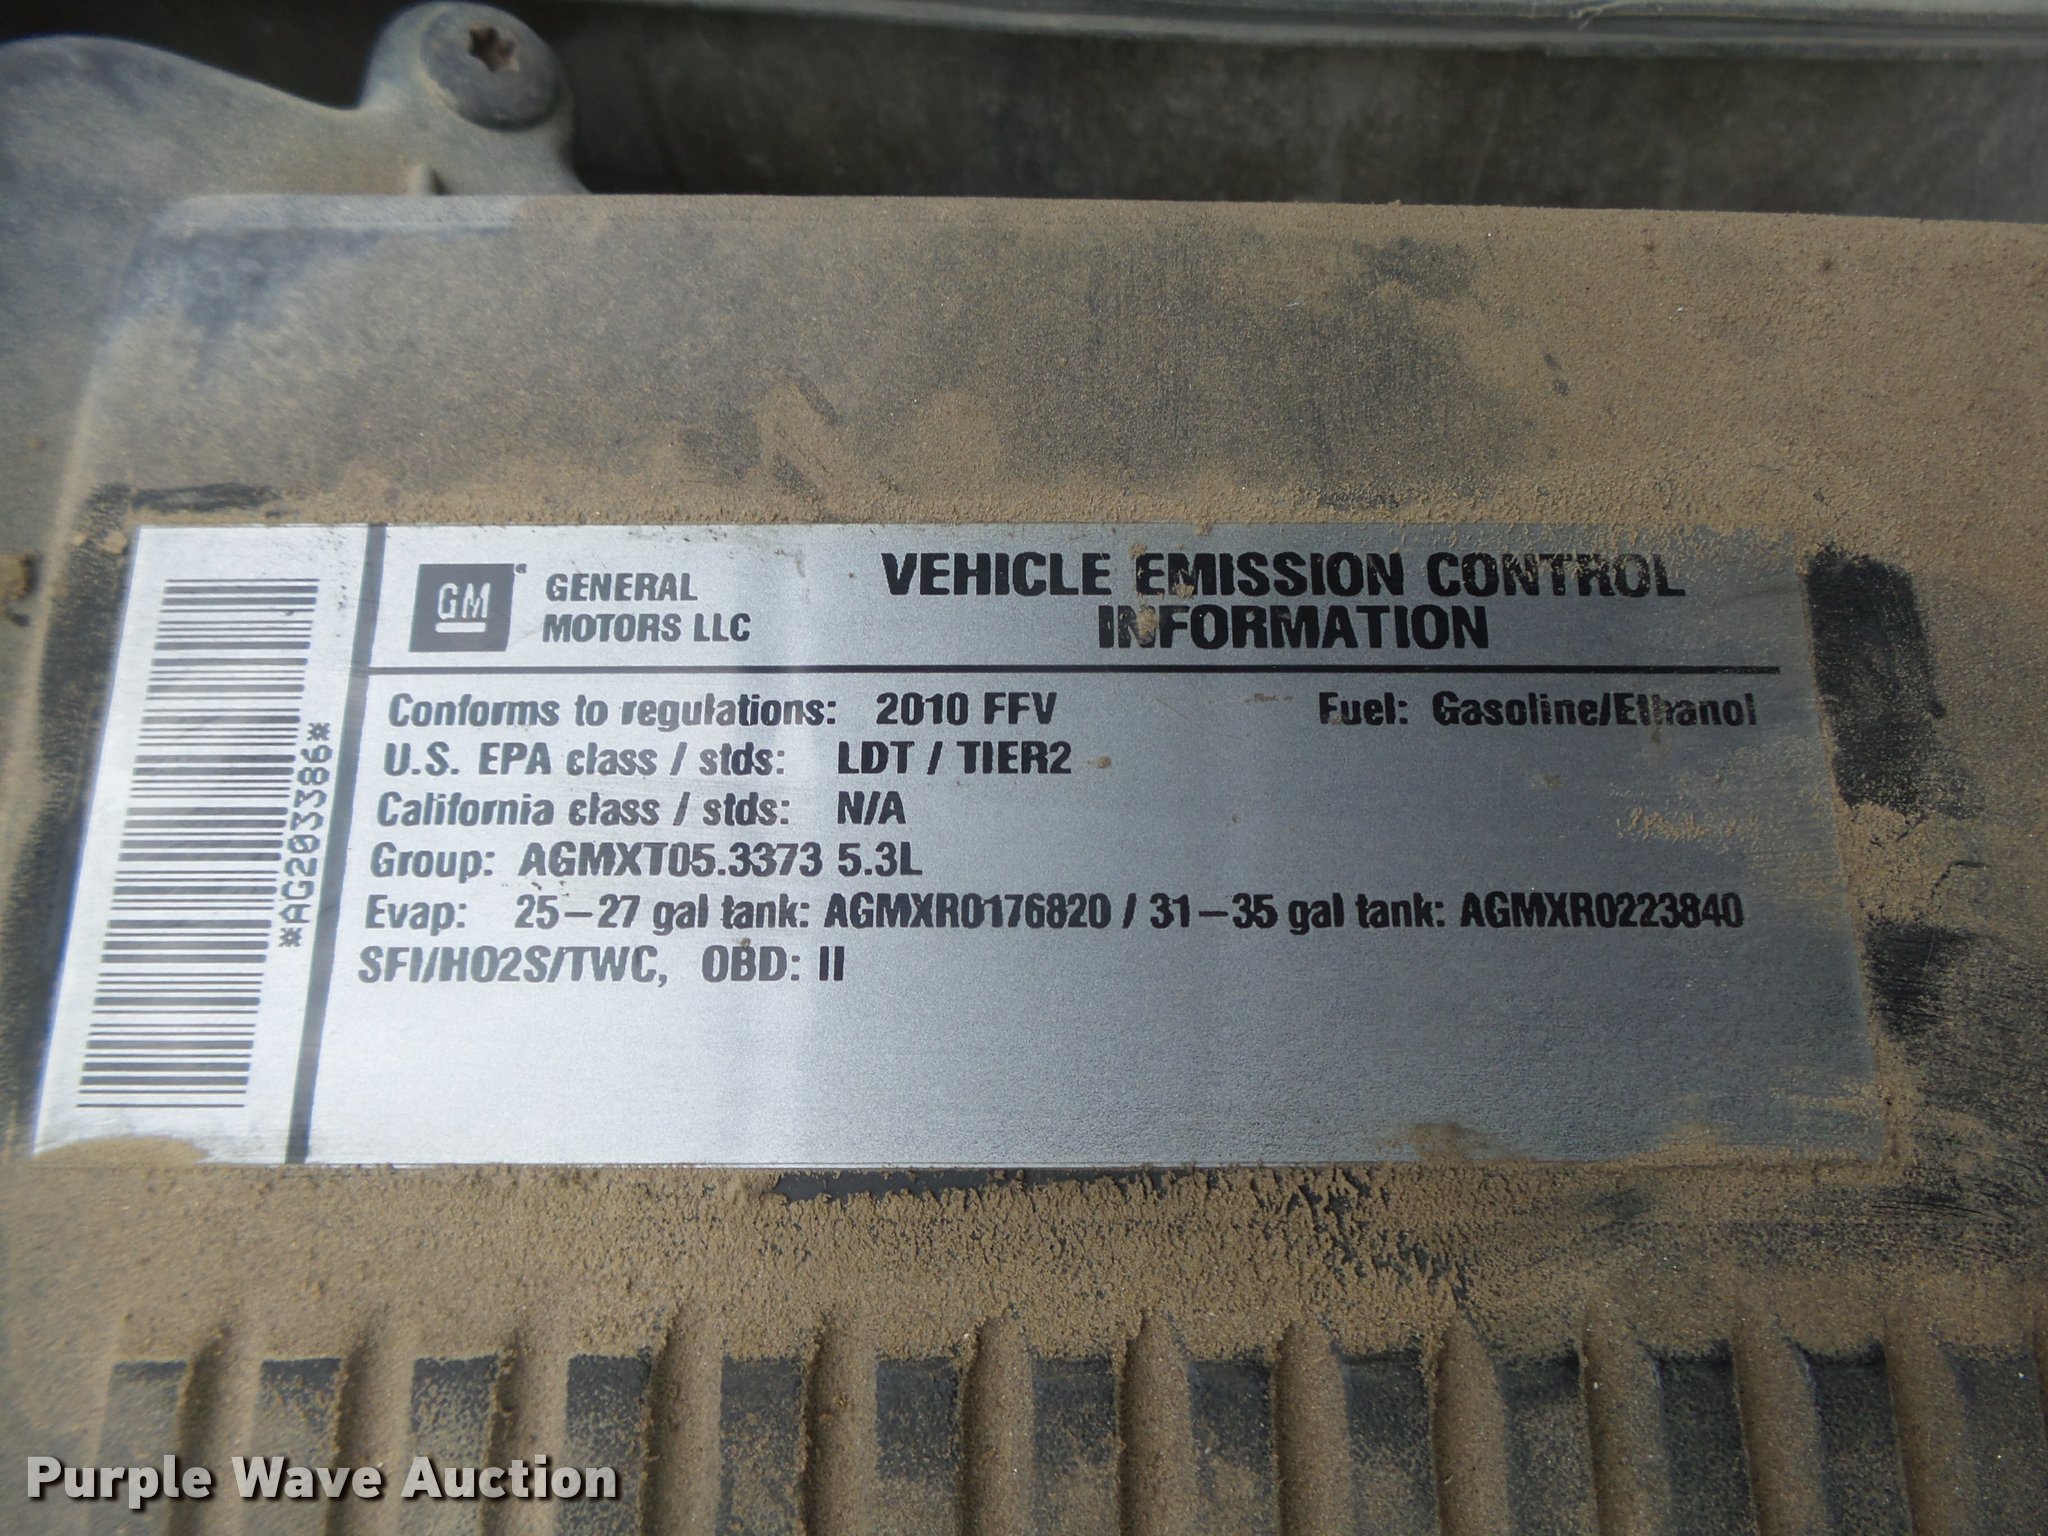 GM GENERAL MOTORS LLC
VEHICLE EMISSION CONTROL
INFORMATION
Conforms to regulations: 2010 FFV Fuel: Gasoline/Ethanol
U.S. EPA class / stds: LDT / TIER2
California class / stds: N/A
Group: AGMXT05.3373 5.3L
Evap: 25-27 gal tank: AGMXR0176820 / 31-35 gal tank: AGMXR0223840
SFI/HO2S/TWC, OBD: II
*AG203386*
Purple Wave Auction